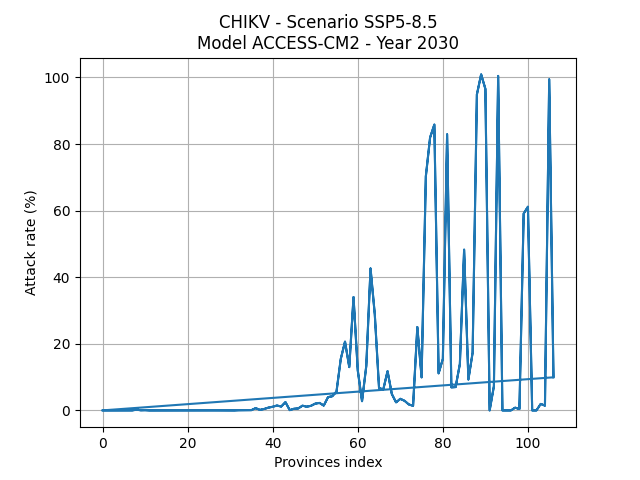 CHIKV - Scenario SSP5-8.5
Model ACCESS-CM2 - Year 2030
Attack rate (%)
100
80
60
40
20
0
0 20 40 60 80 100
Provinces index